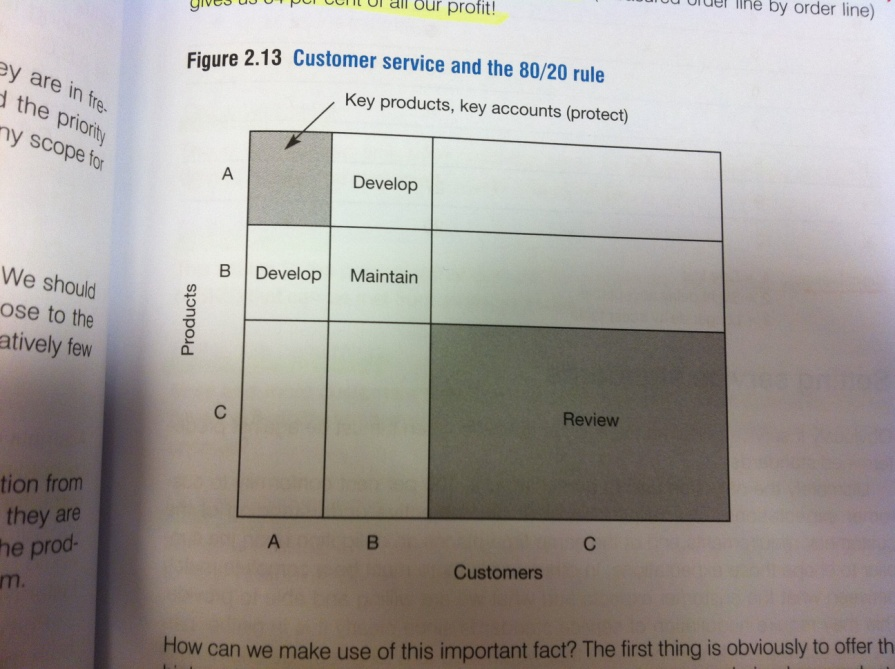 gives us 64 per cent of all our profit!
order line by order line)
ey are in fre-
d the priority
ny scope for
We should
ose to the
atively few
tion from
they are
he prod-
m.
Figure 2.13 Customer service and the 80/20 rule
Key products, key accounts (protect)
A
Develop
B
Develop
Maintain
Products
C
Review
A
B
C
Customers
How can we make use of this important fact? The first thing is obviously to offer th